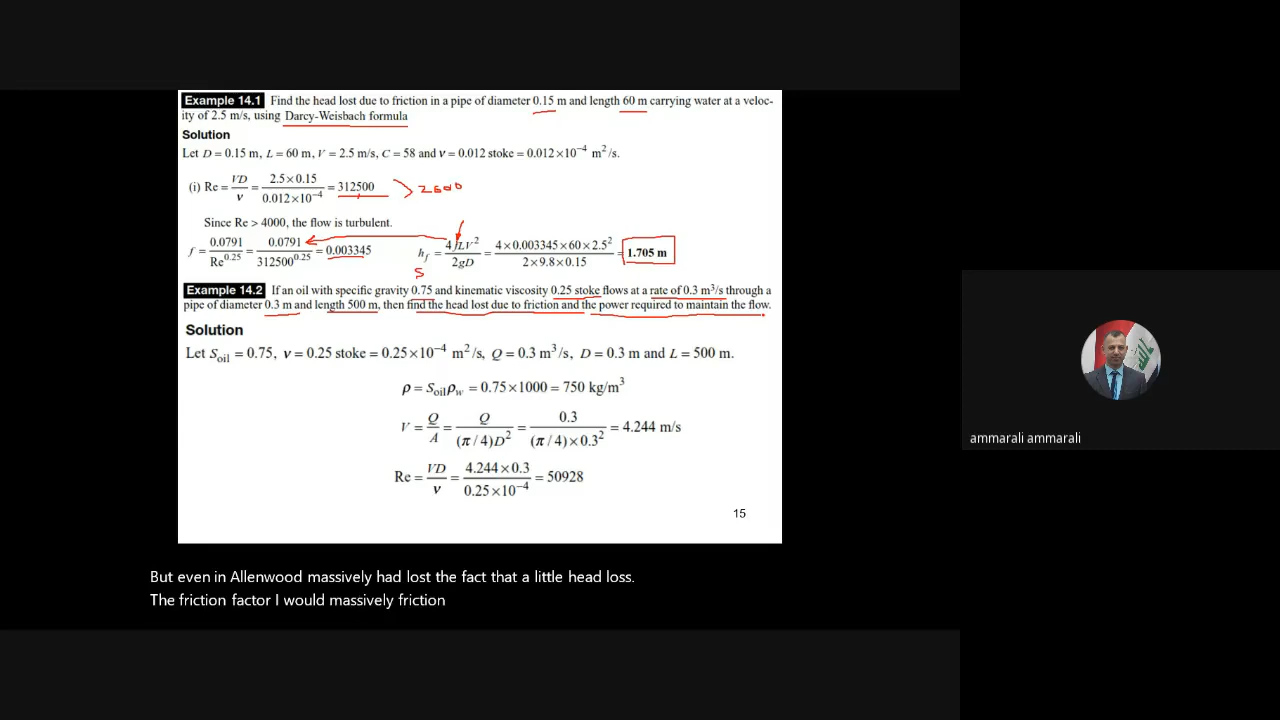 Example 14.1 Find the head lost due to friction in a pipe of diameter 0.15 m and length 60 m carrying water at a veloc-
ity of 2.5 m/s, using Darcy-Weisbach formula
Solution
Let D = 0.15 m, L = 60 m, V = 2.5 m/s, C = 58 and ν = 0.012 stoke = 0.012×10⁻⁴ m²/s.
(i) Re = VD/ν = 2.5×0.15/0.012×10⁻⁴ = 312500 > 2000
Since Re > 4000, the flow is turbulent.
f = 0.0791/Re^0.25 = 0.0791/312500^0.25 = 0.003345 h_f = 4fLV²/2gD = 4×0.003345×60×2.5²/2×9.8×0.15 = 1.705 m
S
Example 14.2 If an oil with specific gravity 0.75 and kinematic viscosity 0.25 stoke flows at a rate of 0.3 m³/s through a
pipe of diameter 0.3 m and length 500 m, then find the head lost due to friction and the power required to maintain the flow.
Solution
Let S_oil = 0.75, ν = 0.25 stoke = 0.25×10⁻⁴ m²/s, Q = 0.3 m³/s, D = 0.3 m and L = 500 m.
ρ = S_oil ρ_w = 0.75×1000 = 750 kg/m³
V = Q/A = Q/(π/4)D² = 0.3/(π/4)×0.3² = 4.244 m/s
Re = VD/ν = 4.244×0.3/0.25×10⁻⁴ = 50928
15
ammarali ammarali
But even in Allenwood massively had lost the fact that a little head loss.
The friction factor I would massively friction